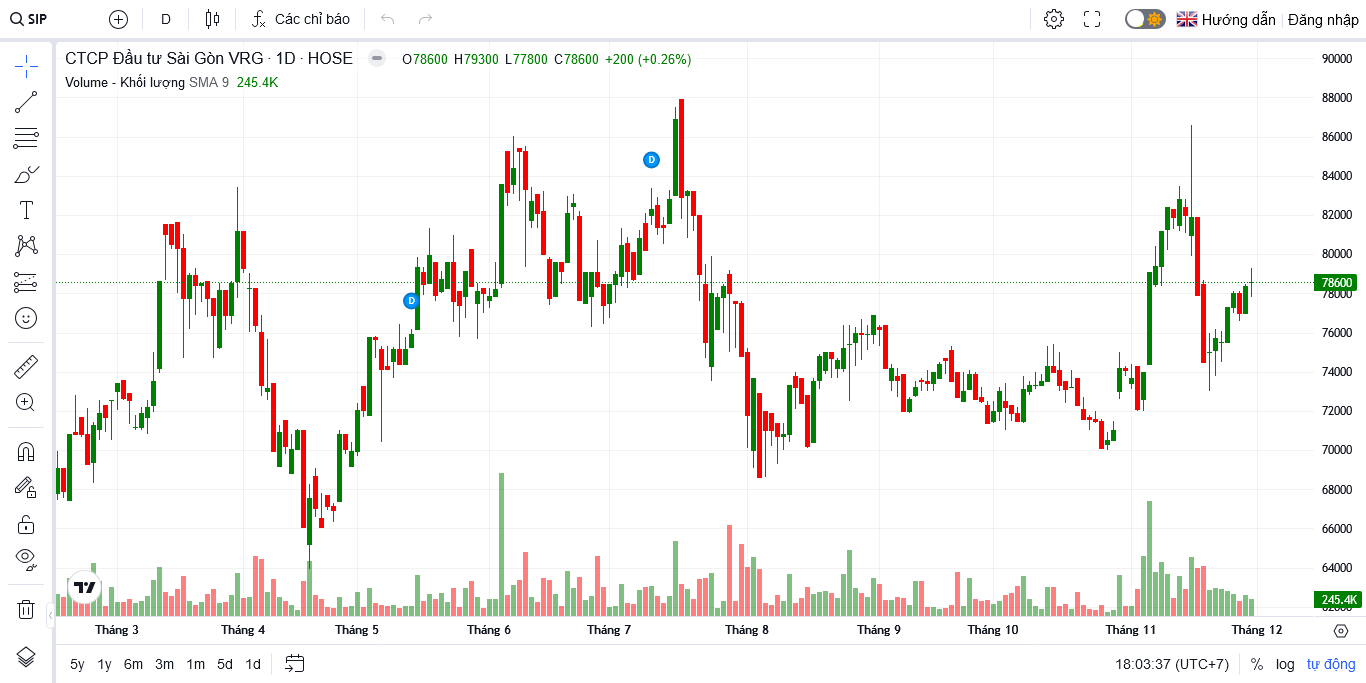 SIP D Các chỉ báo Hướng dẫn Đăng nhập
CTCP Đầu tư Sài Gòn VRG · 1D · HOSE O78600 H79300 L77800 C78600 +200 (+0.26%)
Volume - Khối lượng SMA 9 245.4K
90000
88000
86000
84000
82000
80000
78600
78000
76000
74000
72000
70000
68000
66000
64000
245.4K
D
D
Tháng 3 Tháng 4 Tháng 5 Tháng 6 Tháng 7 Tháng 8 Tháng 9 Tháng 10 Tháng 11 Tháng 12
5y 1y 6m 3m 1m 5d 1d 18:03:37 (UTC+7) % log tự động